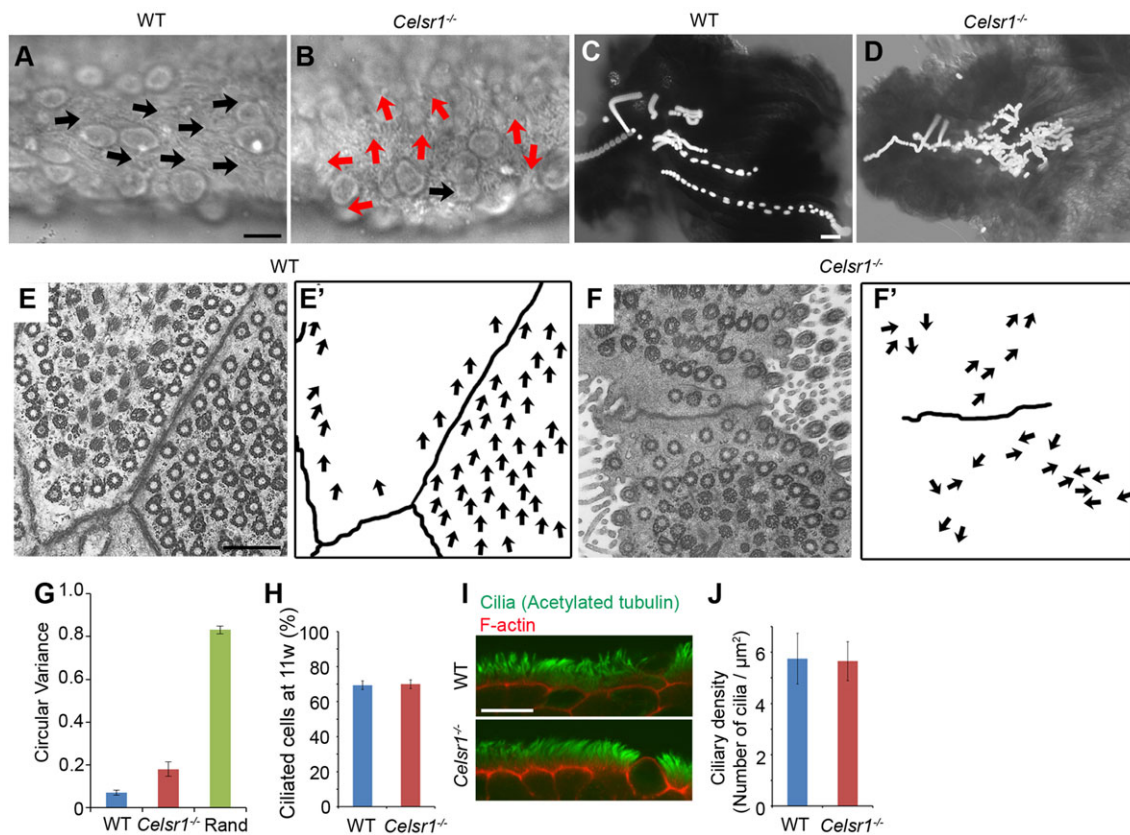 WT
Celsr1-/-
WT
Celsr1-/-
A
B
C
D
WT
Celsr1-/-
E
E'
F
F'
G
Circular Variance
1.0
0.8
0.6
0.4
0.2
0
WT Celsr1-/- Rand
H
Ciliated cells at 11w (%)
100
80
60
40
20
0
WT Celsr1-/-
I
Cilia (Acetylated tubulin)
F-actin
WT
Celsr1-/-
J
Ciliary density
(Number of cilia / µm²)
6
4
2
0
WT Celsr1-/-